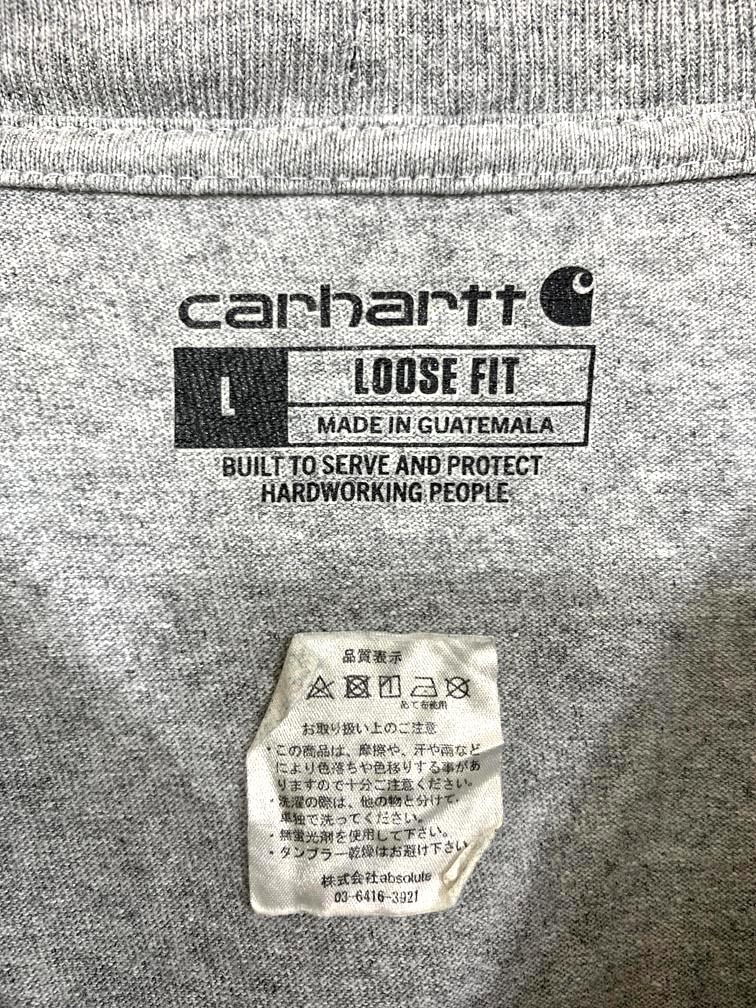 carhartt
L
LOOSE FIT
MADE IN GUATEMALA
BUILT TO SERVE AND PROTECT
HARDWORKING PEOPLE
品質表示
あて布使用
お取り扱い上のご注意
・この商品は、摩擦や、汗や雨など
により色落ちや色移りする事があ
りますので十分ご注意ください。
・洗濯の際は、他の物と分けて、
単独で洗ってください。
・無蛍光剤を使用して下さい。
・タンブラー乾燥はお避け下さい
株式会社absolute
03-6416-3921